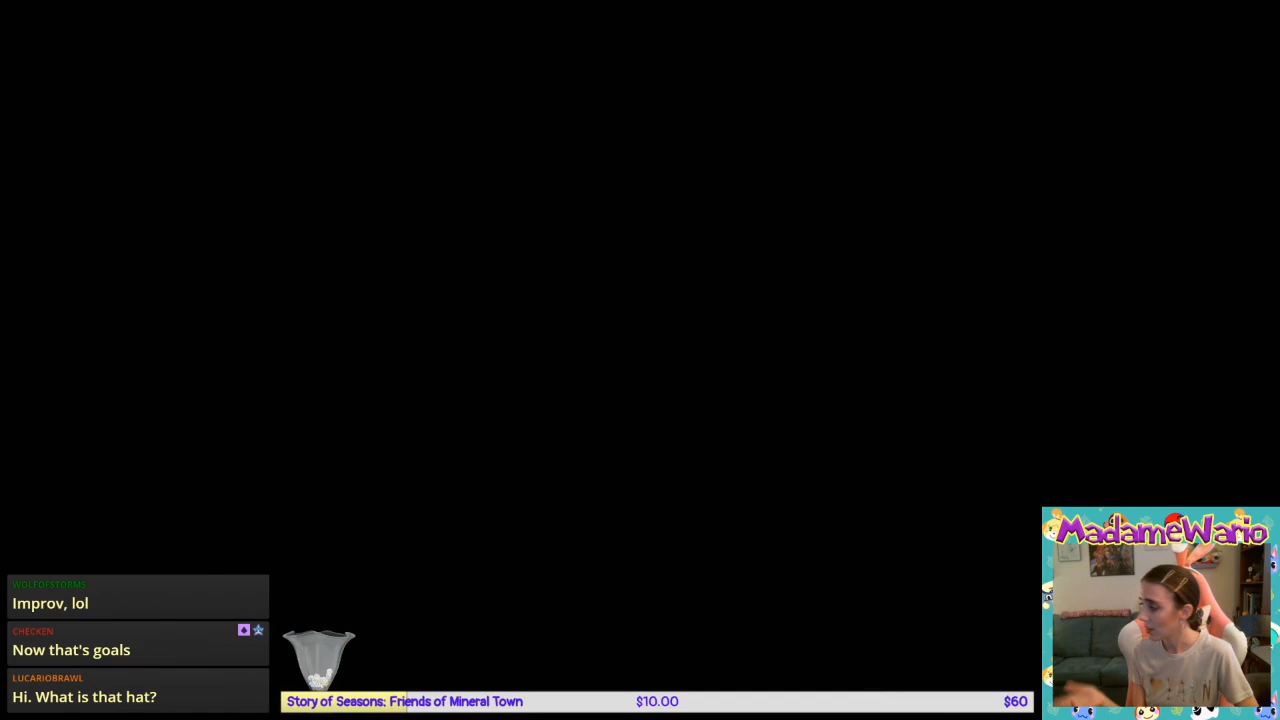 MadameWario
WOLFOFSTORMS
Improv, lol
CHECKEN
Now that's goals
LUCARIOBRAWL
Hi. What is that hat?
Story of Seasons: Friends of Mineral Town $10.00 $60